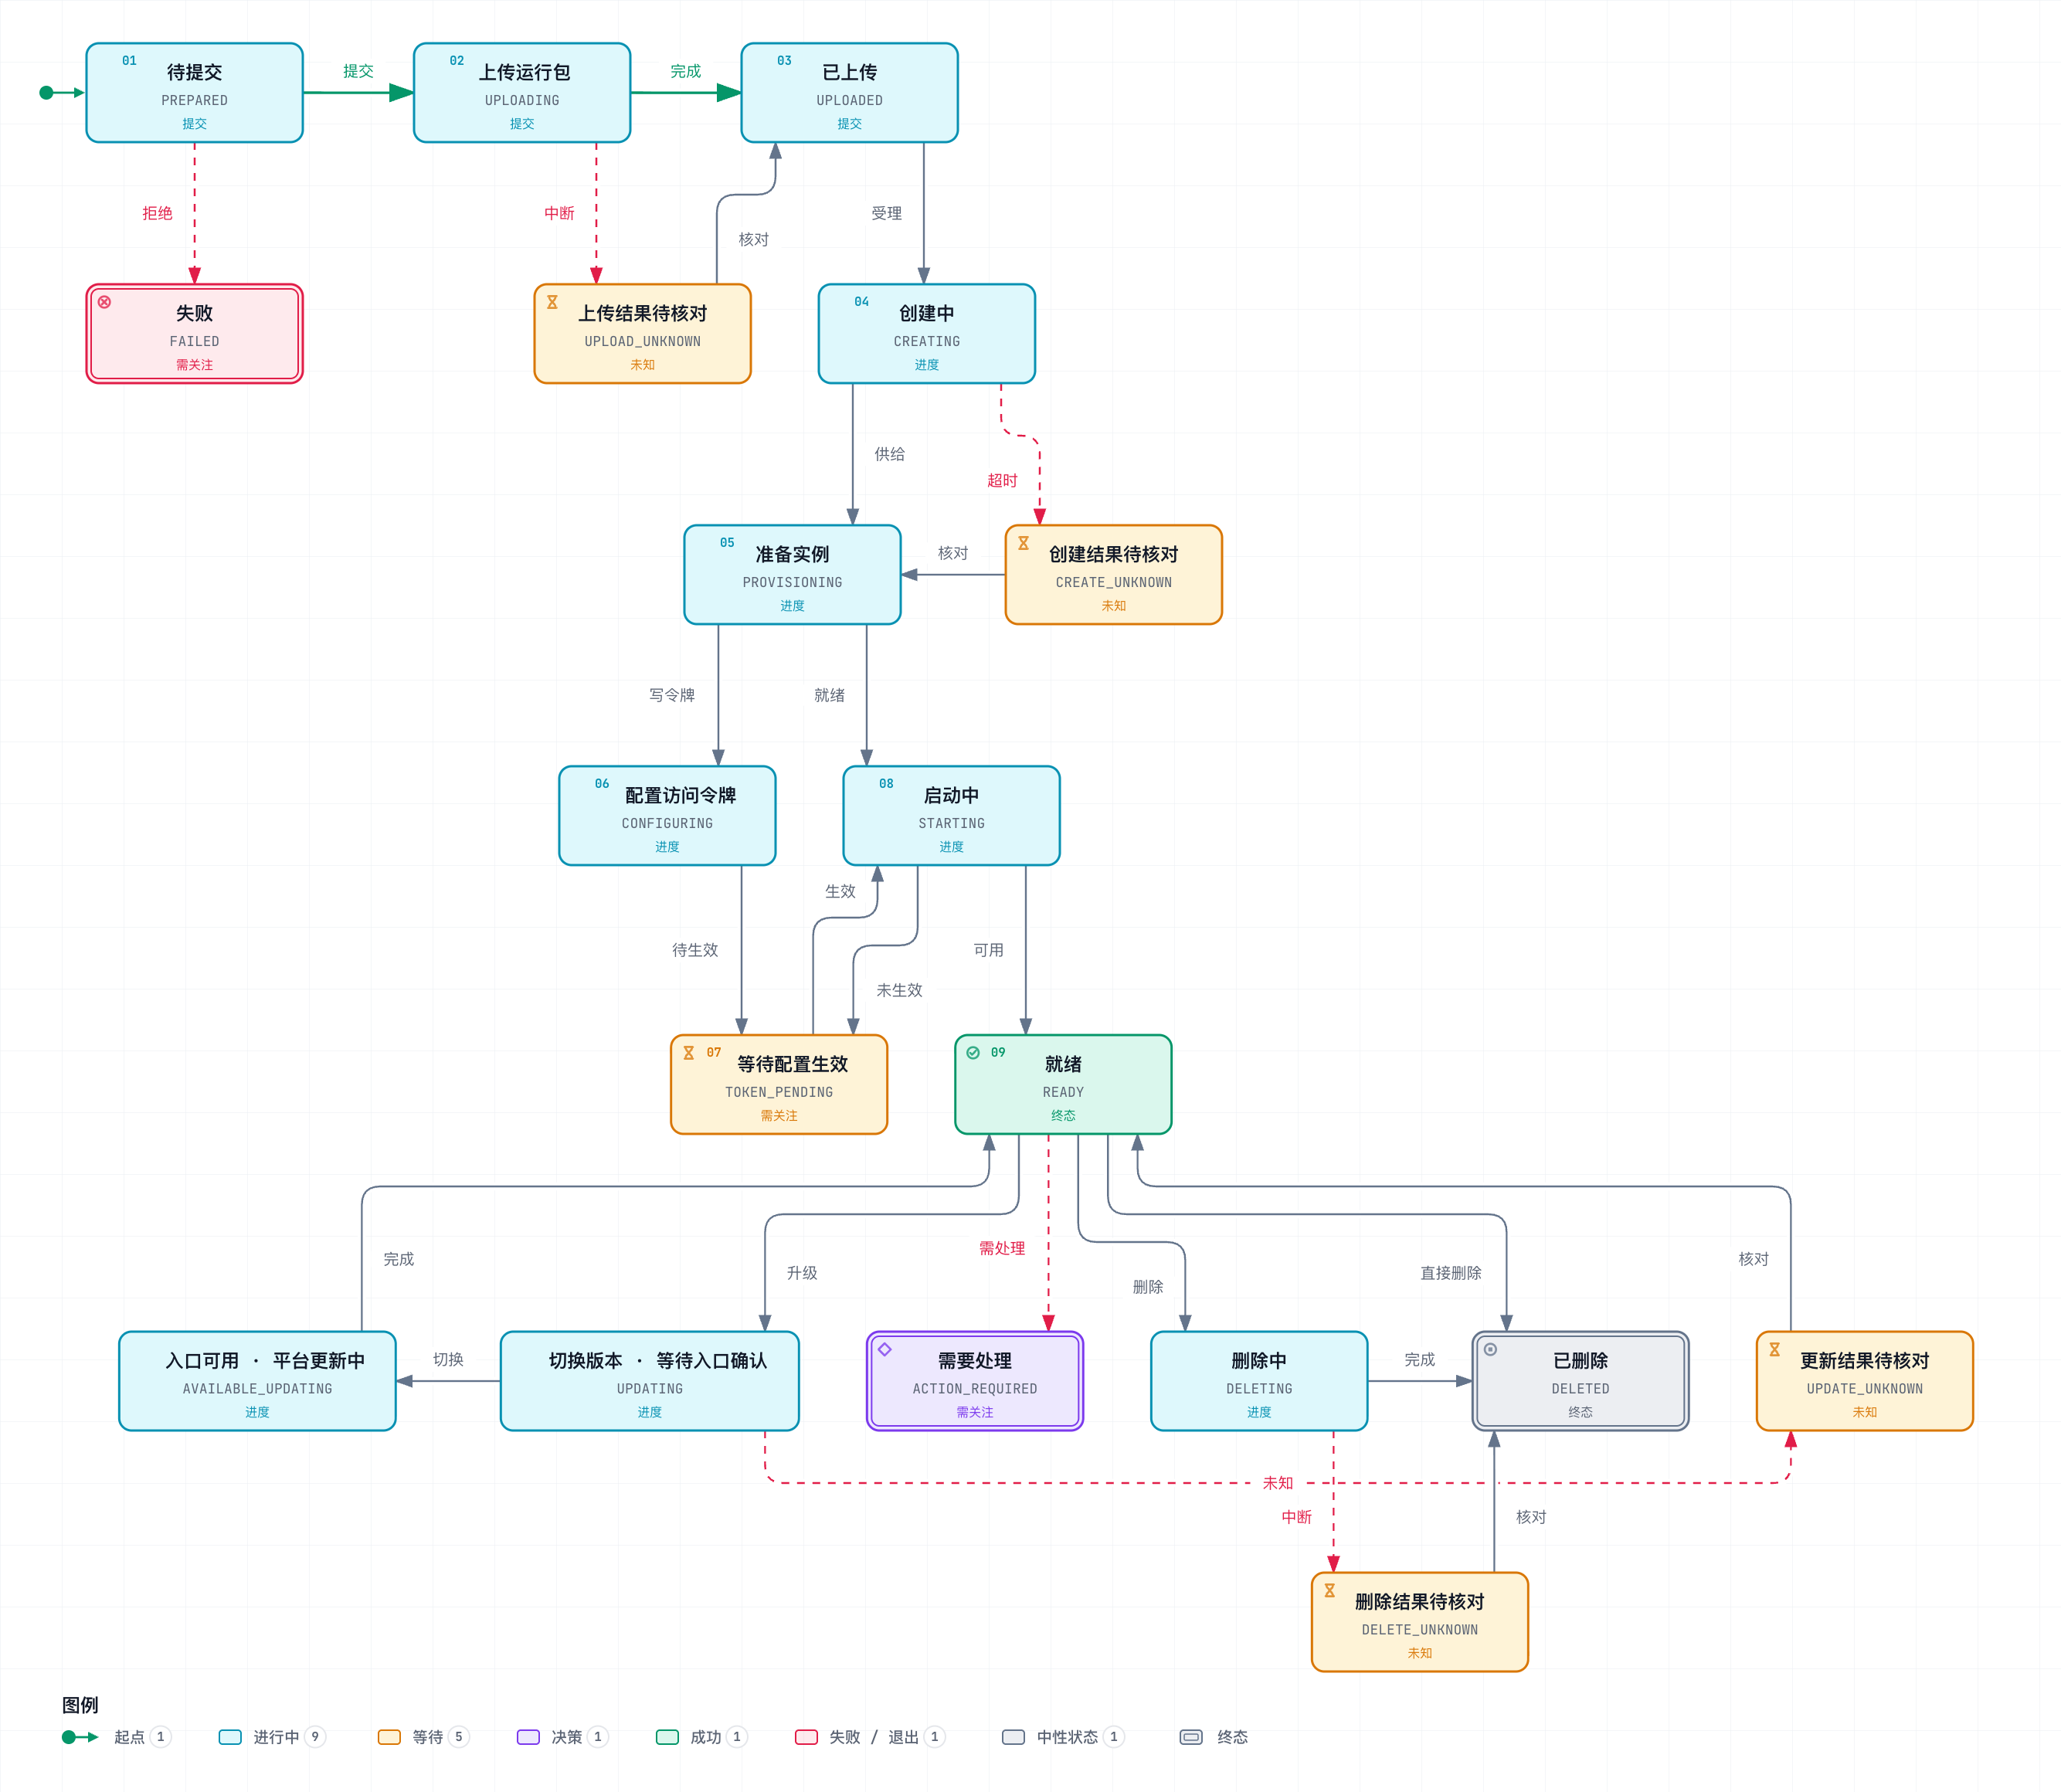 01
待提交
PREPARED
提交
提交
02
上传运行包
UPLOADING
提交
完成
03
已上传
UPLOADED
提交
拒绝
中断
核对
受理
失败
FAILED
需关注
上传结果待核对
UPLOAD_UNKNOWN
未知
04
创建中
CREATING
进度
供给
超时
05
准备实例
PROVISIONING
进度
核对
创建结果待核对
CREATE_UNKNOWN
未知
写令牌
就绪
06
配置访问令牌
CONFIGURING
进度
08
启动中
STARTING
进度
生效
待生效
未生效
可用
07
等待配置生效
TOKEN_PENDING
需关注
09
就绪
READY
终态
完成
升级
需处理
删除
直接删除
核对
入口可用 · 平台更新中
AVAILABLE_UPDATING
进度
切换
切换版本 · 等待入口确认
UPDATING
进度
需要处理
ACTION_REQUIRED
需关注
删除中
DELETING
进度
完成
已删除
DELETED
终态
更新结果待核对
UPDATE_UNKNOWN
未知
未知
中断
核对
删除结果待核对
DELETE_UNKNOWN
未知
图例
起点 1 进行中 9 等待 5 决策 1 成功 1 失败 / 退出 1 中性状态 1 终态